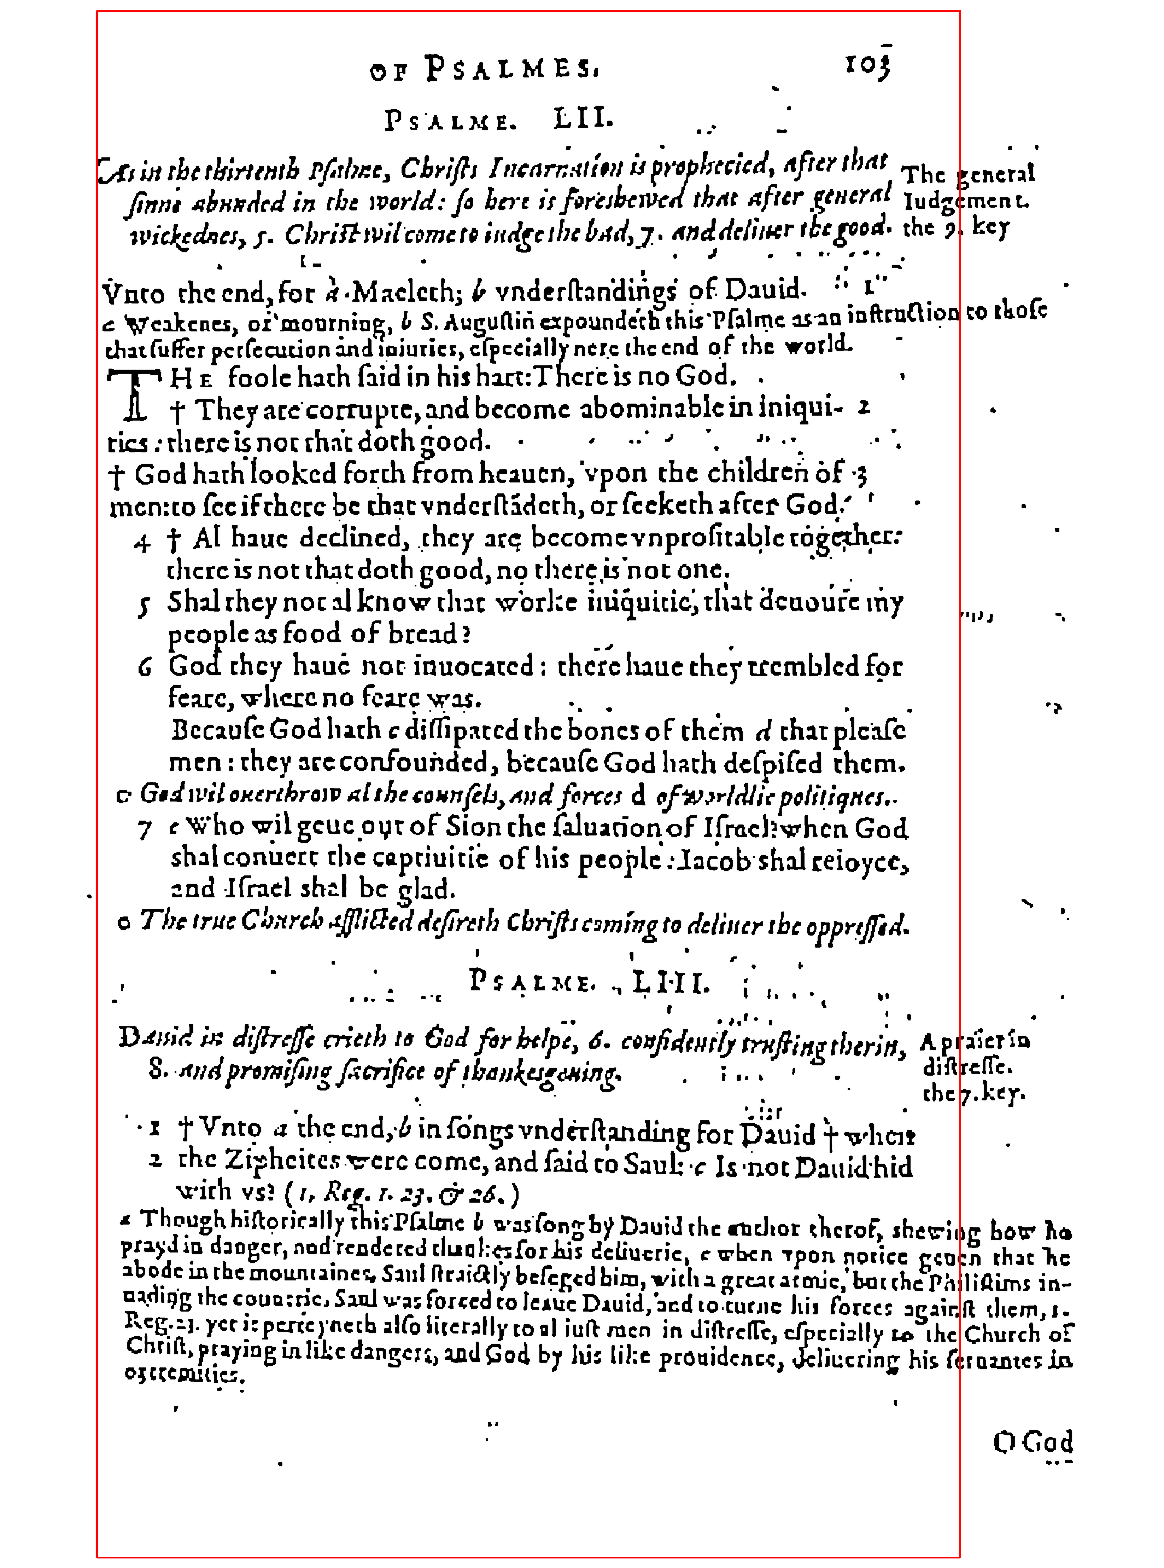 OF PSALMES. 103
PSALME. LII.
As in the thirtenth Psalme, Christs Incarnation is prophecied, after that
sinne abunded in the world: so here is foreshewed that after general
wickednes, 5. Christ wil come to iudge the bad, 7. and deliuer the good.
The general
Iudgement.
the 9. key
Vnto the end, for a Maeleth; b vnderstandings of Dauid. 1
a Weakenes, or mourning, b S. Augustin expoundeth this Psalme as an instruction to those
that suffer persecution and iniuries, especially nere the end of the world.
THE foole hath said in his hart: There is no God.
† They are corrupte, and become abominable in iniqui- 2
ties: there is not that doth good.
† God hath looked forth from heauen, vpon the children of 3
men: to see if there be that vnderstādeth, or seeketh after God.
4 † Al haue declined, they are become vnprofitable together:
there is not that doth good, no there is not one.
5 Shal they not al know that worke iniquitie, that deuoure my
people as food of bread?
6 God they haue not inuocated: there haue they trembled for
feare, where no feare was.
Because God hath c dissipated the bones of them d that please
men: they are confounded, because God hath despised them.
c God wil ouerthrow al the counsels, and forces d of worldlie politiques.
7 e Who wil geue out of Sion the saluation of Israel? when God
shal conuert the captiuitie of his people: Iacob shal reioyce,
and Israel shal be glad.
e The true Church afflicted desireth Christs coming to deliuer the oppressed.
PSALME. LIII.
Dauid in distresse crieth to God for helpe, 6. confidently trusting therin,
8. and promising sacrifice of thankesgeuing.
A praier in
distresse.
the 7. key.
1 † Vnto a the end, b in songs vnderstanding for Dauid † when
2 the Zipheites were come, and said to Saul: c Is not Dauid hid
with vs? (1. Reg. 1. 23. & 26.)
a Though historically this Psalme b was song by Dauid the author therof, shewing how he
prayd in danger, and rendered thankes for his deliuerie, c when vpon notice geuen that he
abode in the mountaines, Saul straictly beseged him, with a great armie, but the Philistims in-
uading the countrie, Saul was forced to leaue Dauid, and to turne his forces against them, 1.
Reg. 23. yet it perteyneth also literally to al iust men in distresse, especially to the Church of
Christ, praying in like dangers, and God by his like prouidence, deliuering his seruantes in
extremities.
O God